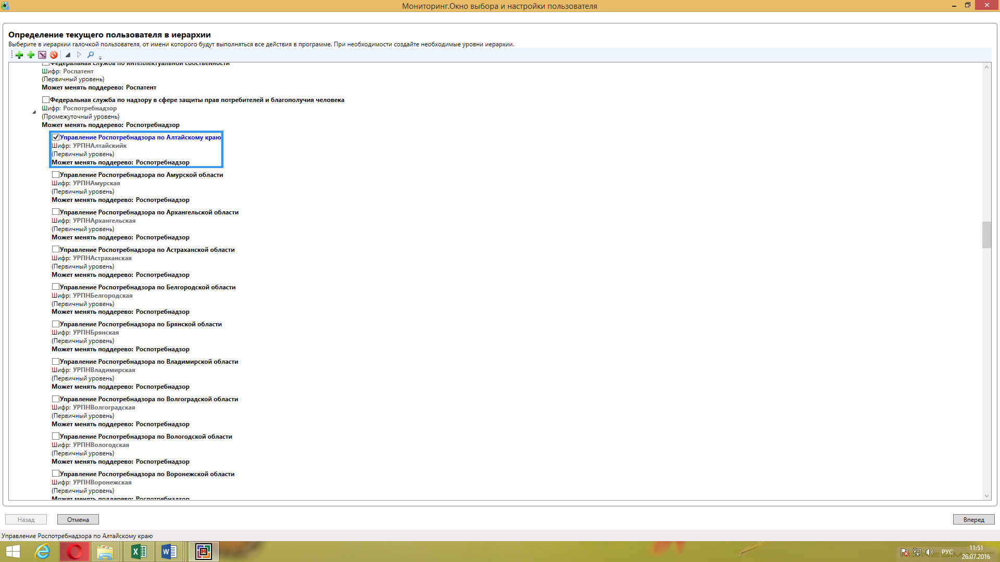 Мониторинг.Окно выбора и настройки пользователя
Определение текущего пользователя в иерархии
Выберите в иерархии галочкой пользователя, от имени которого будут выполняться все действия в программе. При необходимости создайте необходимые уровни иерархии.
Федеральная служба по интеллектуальной собственности
Шифр: Роспатент
(Первичный уровень)
Может менять поддерево: Роспатент
Федеральная служба по надзору в сфере защиты прав потребителей и благополучия человека
Шифр: Роспотребнадзор
(Промежуточный уровень)
Может менять поддерево: Роспотребнадзор
Управление Роспотребнадзора по Алтайскому краю
Шифр: УРПНАлтайскийк
(Первичный уровень)
Может менять поддерево: Роспотребнадзор
Управление Роспотребнадзора по Амурской области
Шифр: УРПНАмурская
(Первичный уровень)
Может менять поддерево: Роспотребнадзор
Управление Роспотребнадзора по Архангельской области
Шифр: УРПНАрхангельская
(Первичный уровень)
Может менять поддерево: Роспотребнадзор
Управление Роспотребнадзора по Астраханской области
Шифр: УРПНАстраханская
(Первичный уровень)
Может менять поддерево: Роспотребнадзор
Управление Роспотребнадзора по Белгородской области
Шифр: УРПНБелгородская
(Первичный уровень)
Может менять поддерево: Роспотребнадзор
Управление Роспотребнадзора по Брянской области
Шифр: УРПНБрянская
(Первичный уровень)
Может менять поддерево: Роспотребнадзор
Управление Роспотребнадзора по Владимирской области
Шифр: УРПНВладимирская
(Первичный уровень)
Может менять поддерево: Роспотребнадзор
Управление Роспотребнадзора по Волгоградской области
Шифр: УРПНВолгоградская
(Первичный уровень)
Может менять поддерево: Роспотребнадзор
Управление Роспотребнадзора по Вологодской области
Шифр: УРПНВологодская
(Первичный уровень)
Может менять поддерево: Роспотребнадзор
Управление Роспотребнадзора по Воронежской области
Шифр: УРПНВоронежская
(Первичный уровень)
Может менять поддерево: Роспотребнадзор
Назад
Отмена
Вперед
Управление Роспотребнадзора по Алтайскому краю
РУС
11:51
26.07.2016